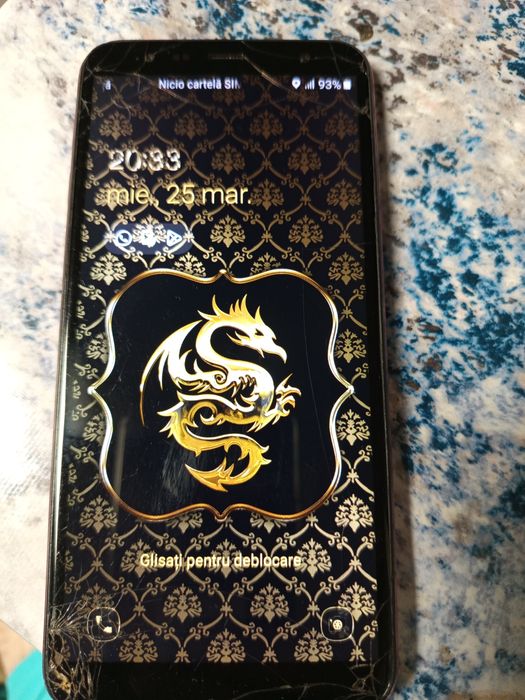 Nicio cartelă SIM
93%
20:33
mie., 25 mar.
Glisați pentru deblocare